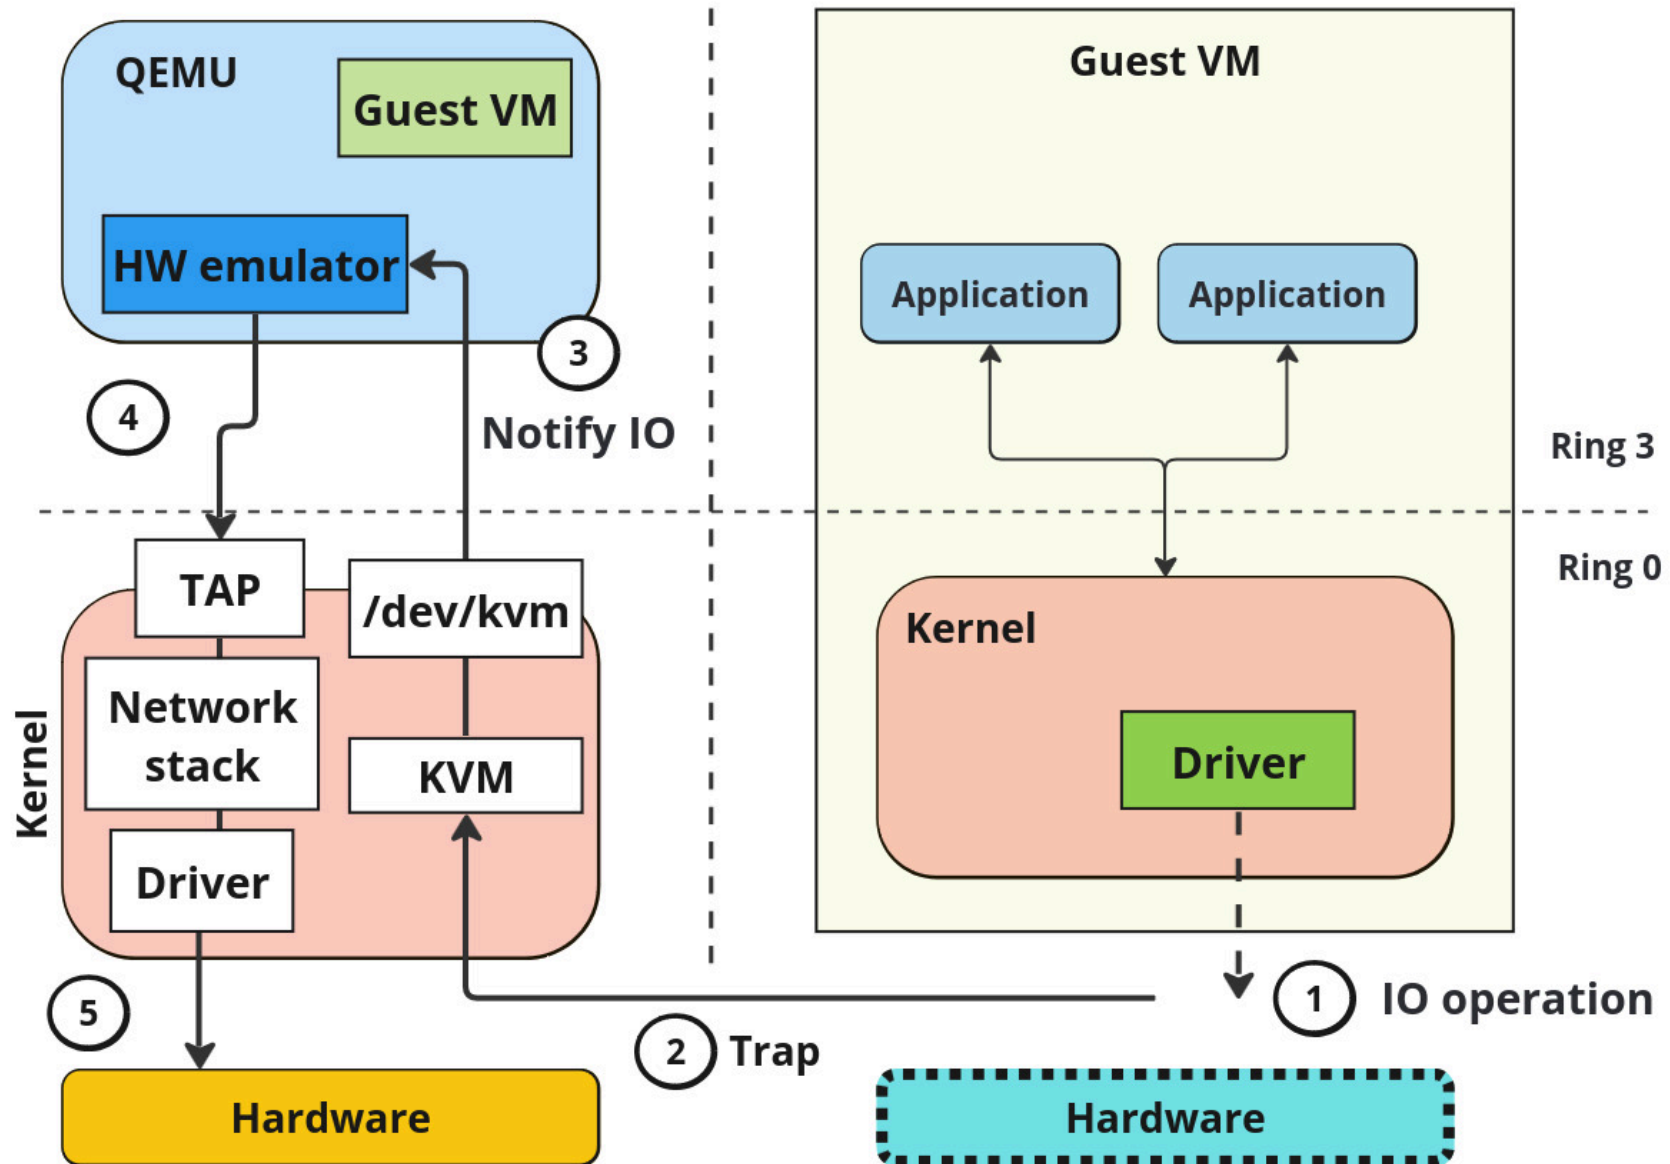 QEMU
Guest VM
HW emulator
3
4
Notify IO
TAP
/dev/kvm
Network
stack
KVM
Driver
Kernel
5
Hardware
2 Trap
Guest VM
Application
Application
Ring 3
Ring 0
Kernel
Driver
1 IO operation
Hardware